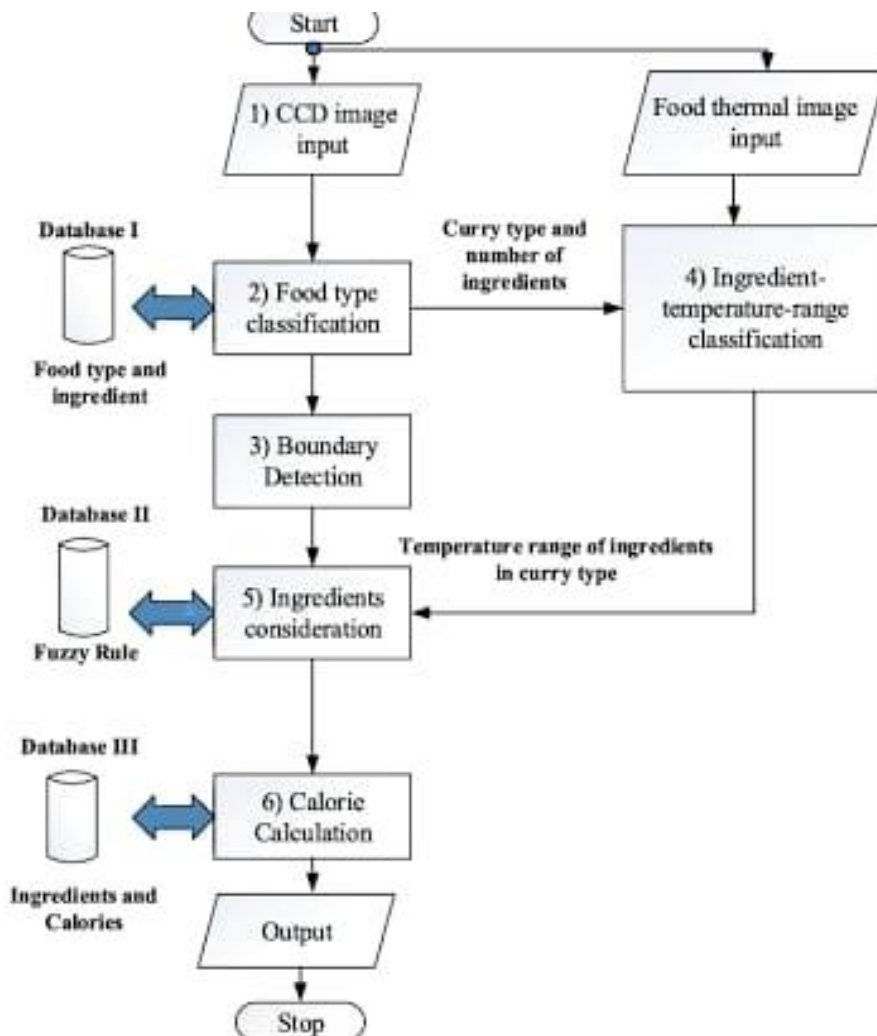 Start
1) CCD image
input
Food thermal image
input
Database I
Food type and
ingredient
2) Food type
classification
Curry type and
number of
ingredients
4) Ingredient-
temperature-range
classification
3) Boundary
Detection
Database II
Fuzzy Rule
Temperature range of ingredients
in curry type
5) Ingredients
consideration
Database III
Ingredients and
Calories
6) Calorie
Calculation
Output
Stop